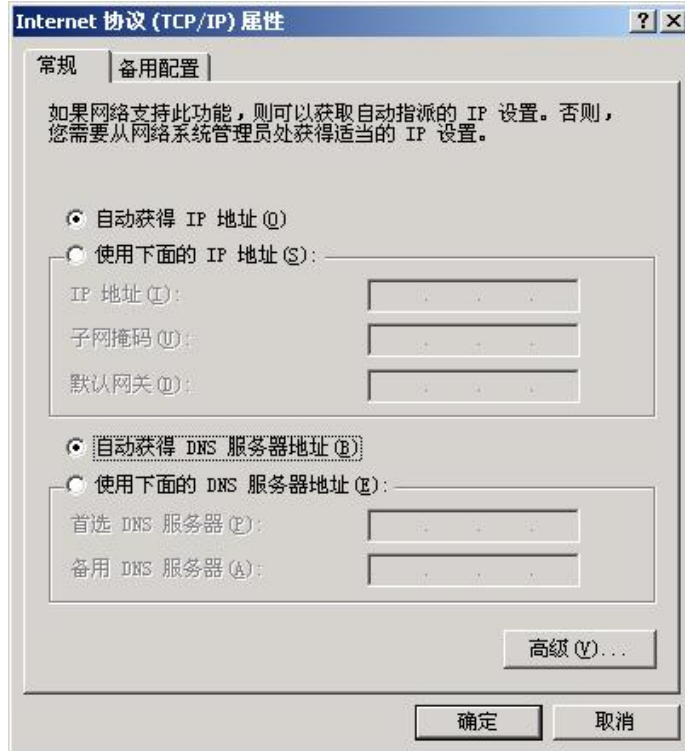 Internet 协议 (TCP/IP) 属性
常规
备用配置
如果网络支持此功能，则可以获取自动指派的 IP 设置。否则，
您需要从网络系统管理员处获得适当的 IP 设置。
自动获得 IP 地址(O)
使用下面的 IP 地址(S):
IP 地址(I):
子网掩码(U):
默认网关(D):
自动获得 DNS 服务器地址(B)
使用下面的 DNS 服务器地址(E):
首选 DNS 服务器(P):
备用 DNS 服务器(A):
高级(V)...
确定
取消